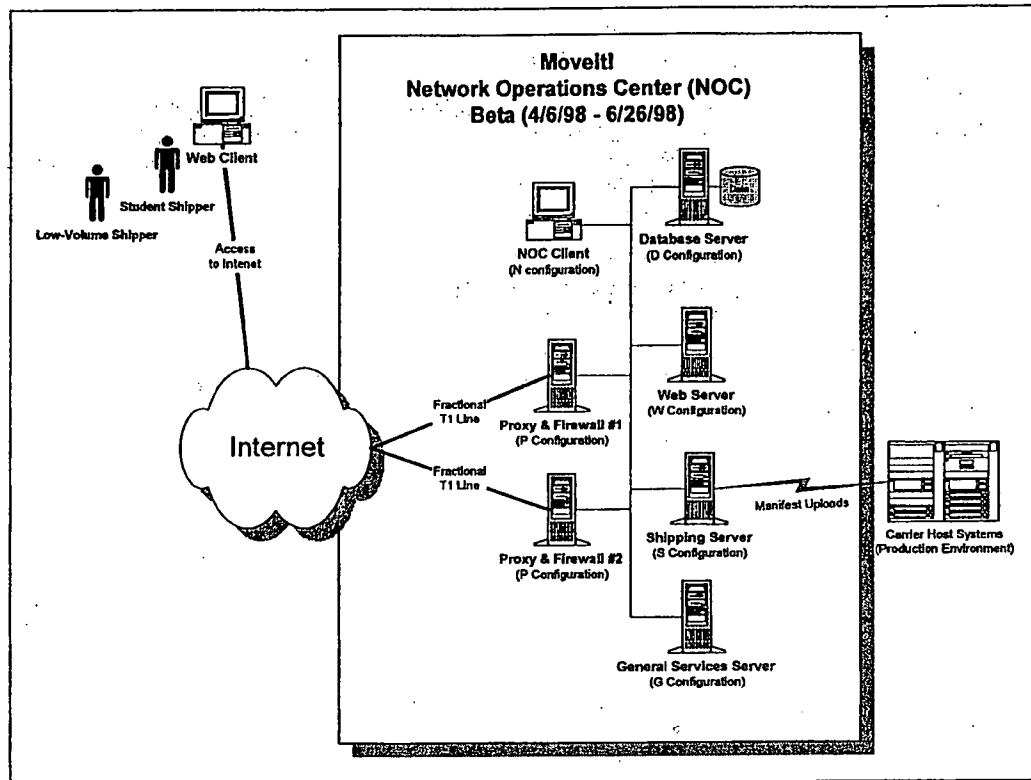 MoveIt!
Network Operations Center (NOC)
Beta (4/6/98 - 6/26/98)
Web Client
Student Shipper
Low-Volume Shipper
Access
to Intenet
NOC Client
(N configuration)
Database Server
(D Configuration)
Internet
Fractional
T1 Line
Proxy & Firewall #1
(P Configuration)
Web Server
(W Configuration)
Fractional
T1 Line
Proxy & Firewall #2
(P Configuration)
Shipping Server
(S Configuration)
Manifest Uploads
Carrier Host Systems
(Production Environment)
General Services Server
(G Configuration)